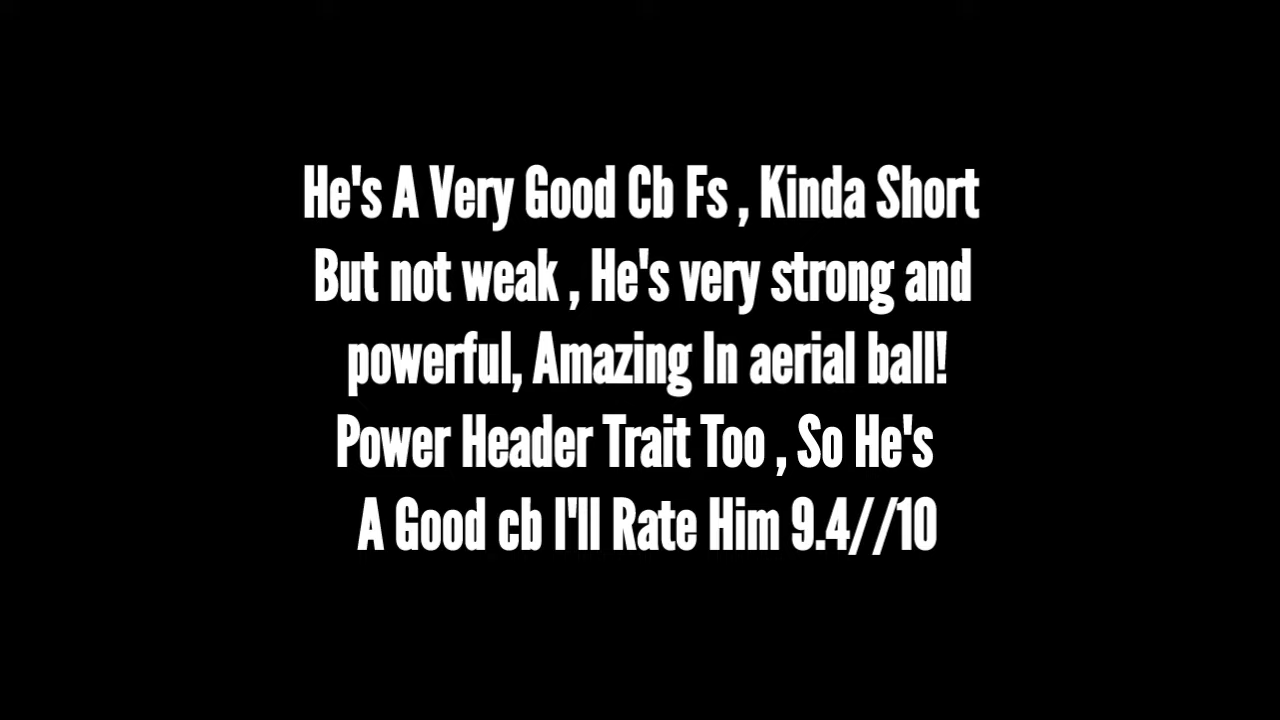 He's A Very Good Cb Fs , Kinda Short
But not weak , He's very strong and
powerful, Amazing In aerial ball!
Power Header Trait Too , So He's
A Good cb I'll Rate Him 9.4//10